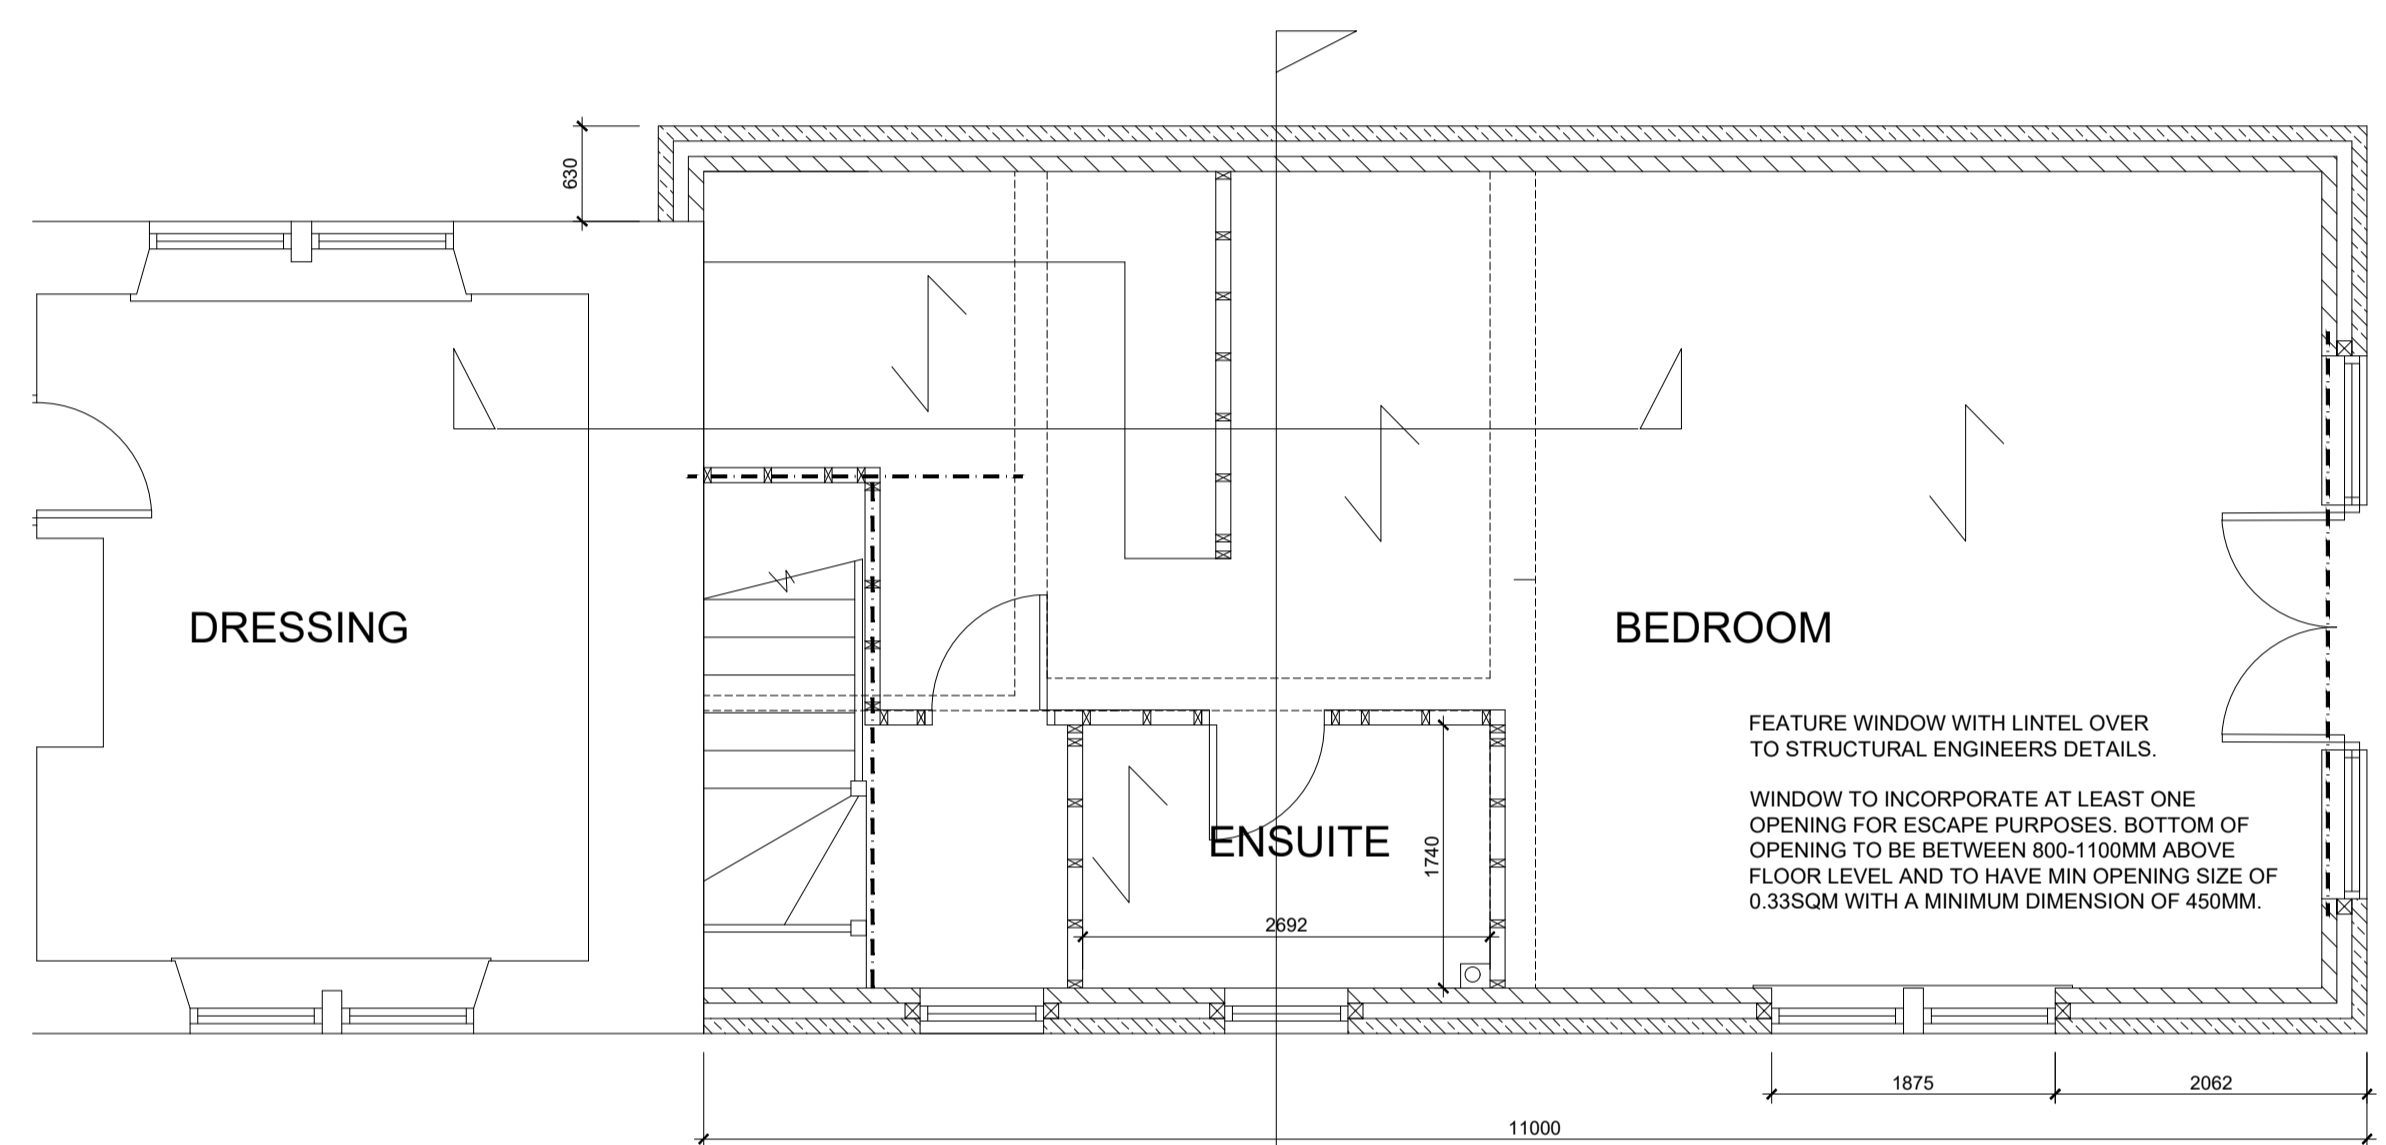 630
DRESSING
BEDROOM
FEATURE WINDOW WITH LINTEL OVER
TO STRUCTURAL ENGINEERS DETAILS.
WINDOW TO INCORPORATE AT LEAST ONE
OPENING FOR ESCAPE PURPOSES. BOTTOM OF
OPENING TO BE BETWEEN 800-1100MM ABOVE
FLOOR LEVEL AND TO HAVE MIN OPENING SIZE OF
0.33SQM WITH A MINIMUM DIMENSION OF 450MM.
ENSUITE
1740
2692
1875
2062
11000